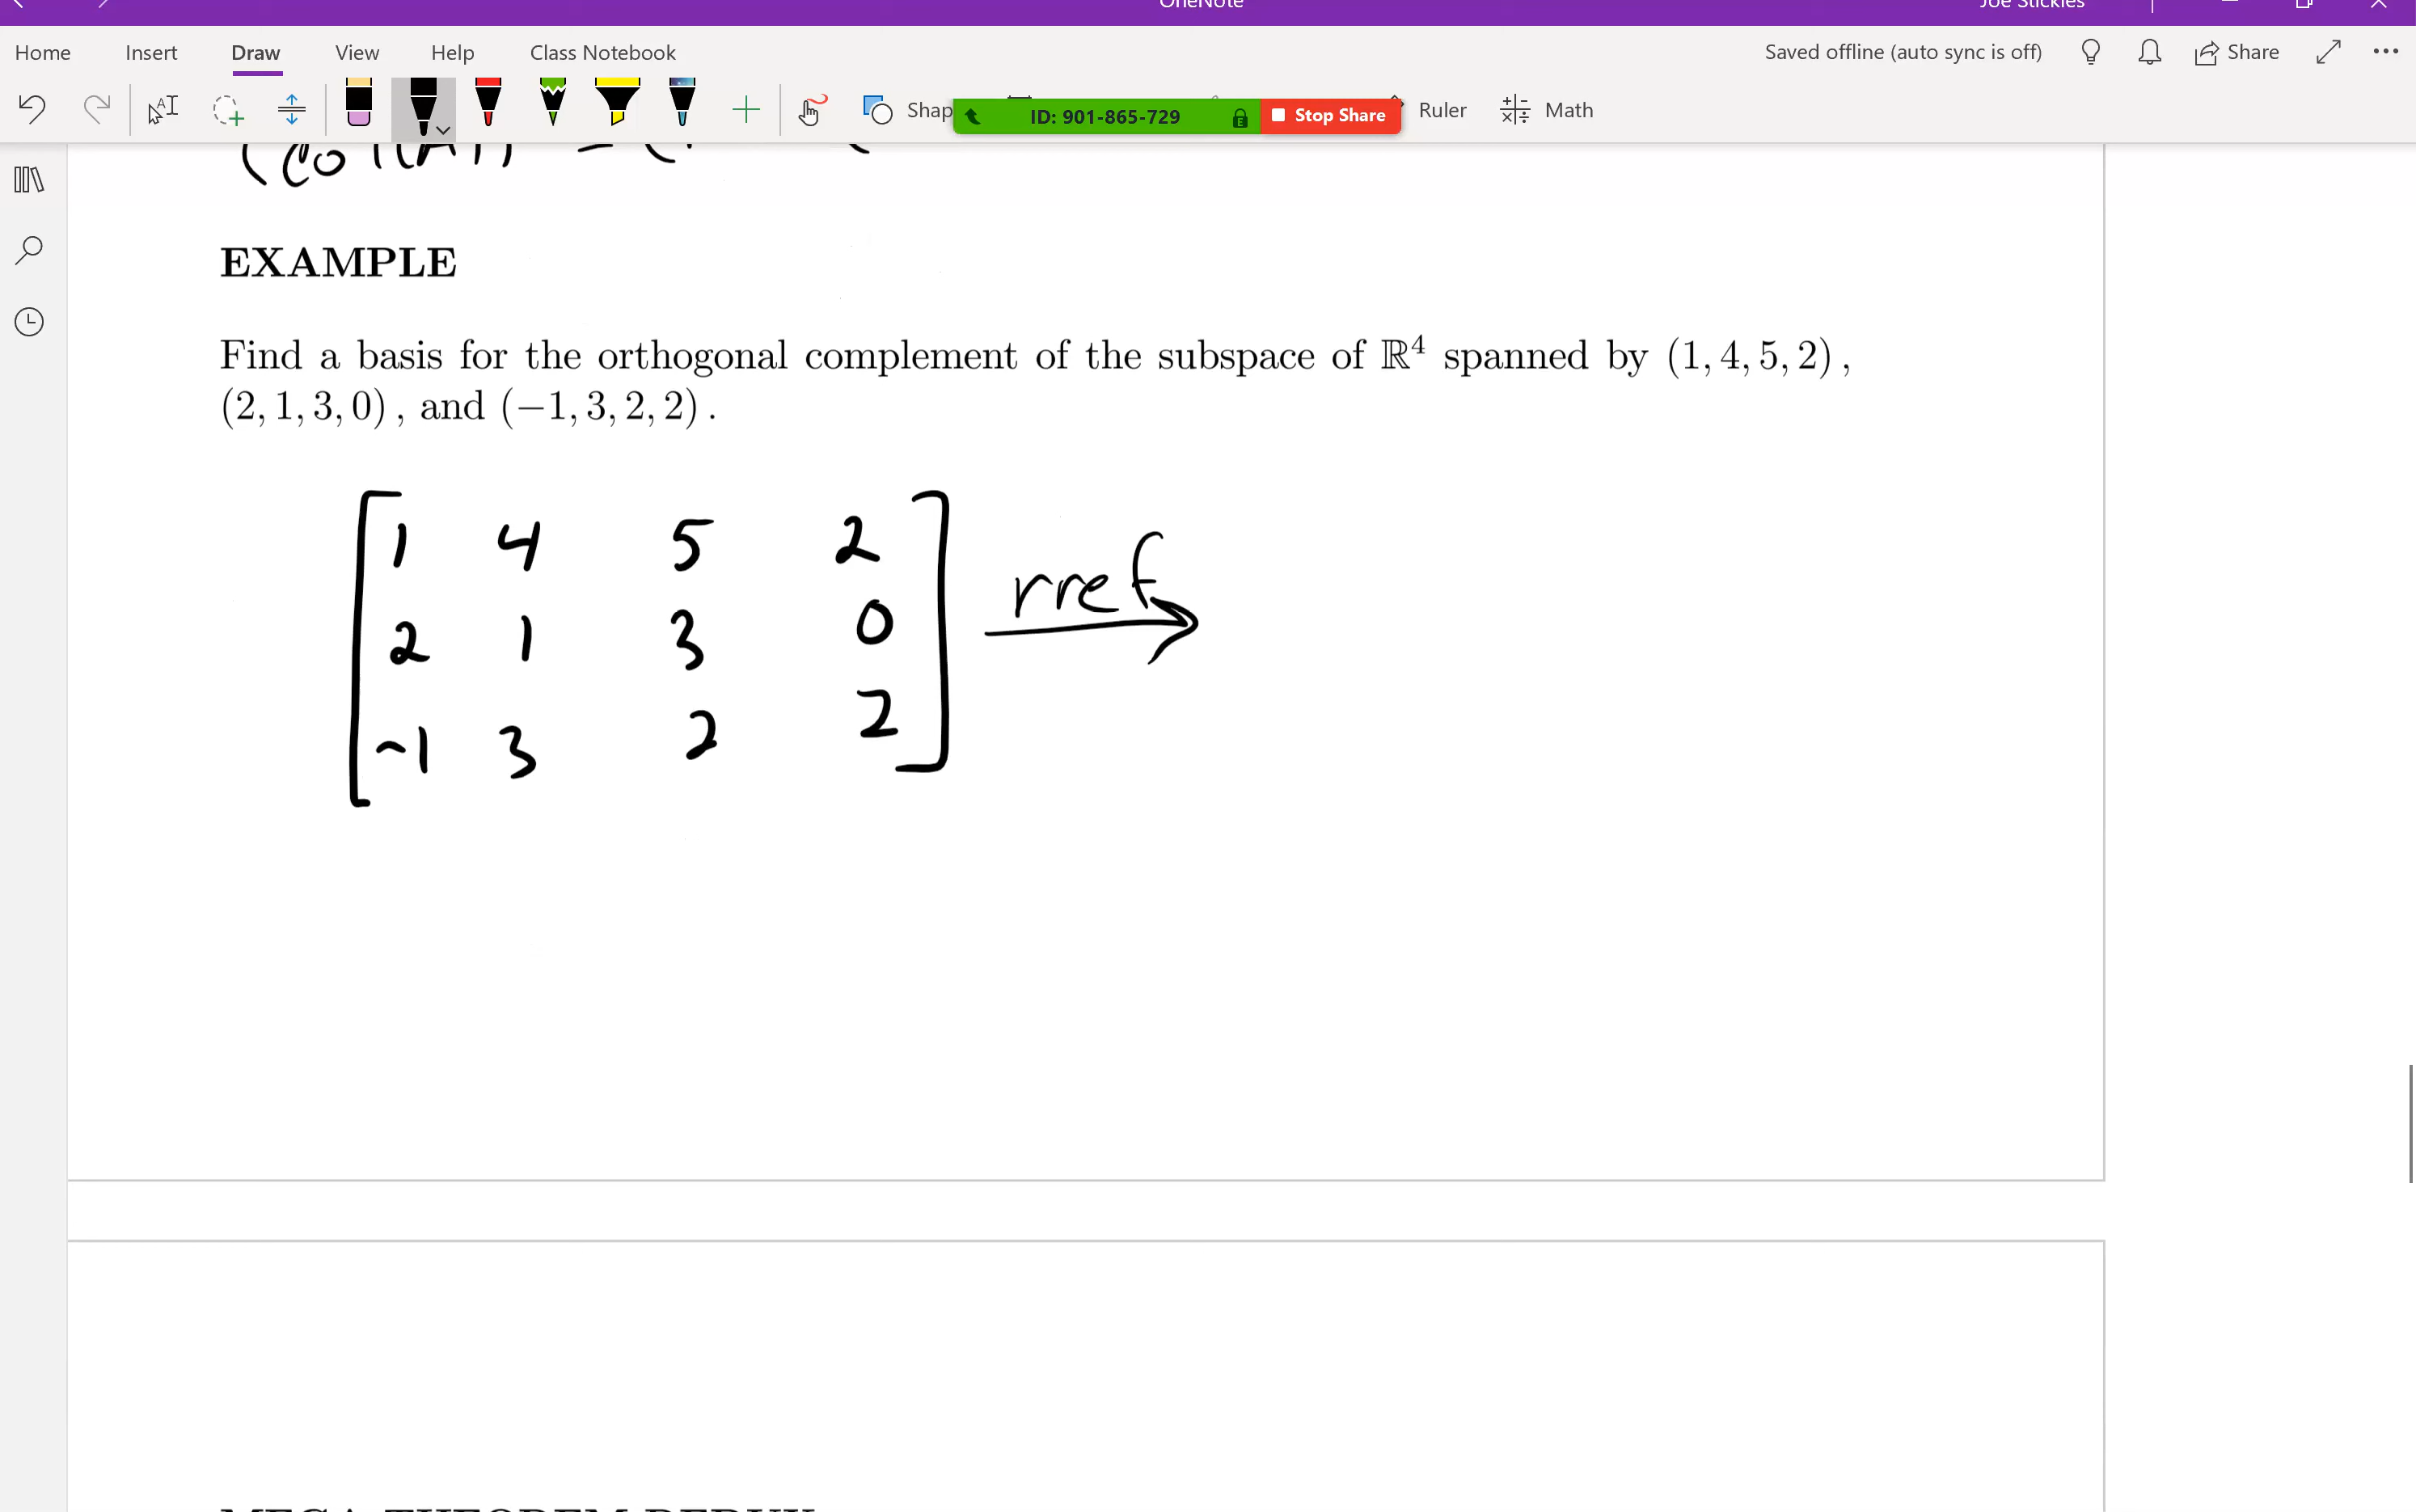 OneNote
Joe Stickles
Home Insert Draw View Help Class Notebook
Saved offline (auto sync is off) Share
Shap ID: 901-865-729 Stop Share Ruler Math
EXAMPLE
Find a basis for the orthogonal complement of the subspace of ℝ⁴ spanned by (1, 4, 5, 2),
(2, 1, 3, 0), and (−1, 3, 2, 2).
1 4 5 2
2 1 3 0
-1 3 2 2
rref
MEGA-THEOREM REDUX